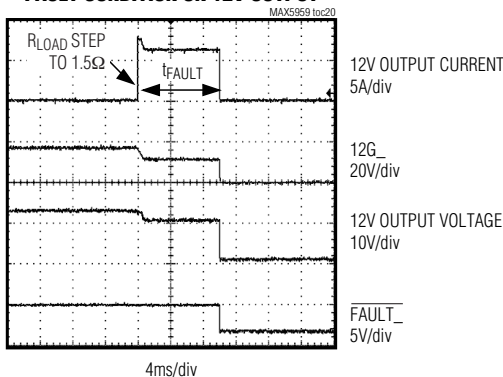 FAULT CONDITION ON 12V OUTPUT
MAX5959 toc20
RLOAD STEP
TO 1.5Ω
tFAULT
12V OUTPUT CURRENT
5A/div
12G_
20V/div
12V OUTPUT VOLTAGE
10V/div
FAULT_
5V/div
4ms/div